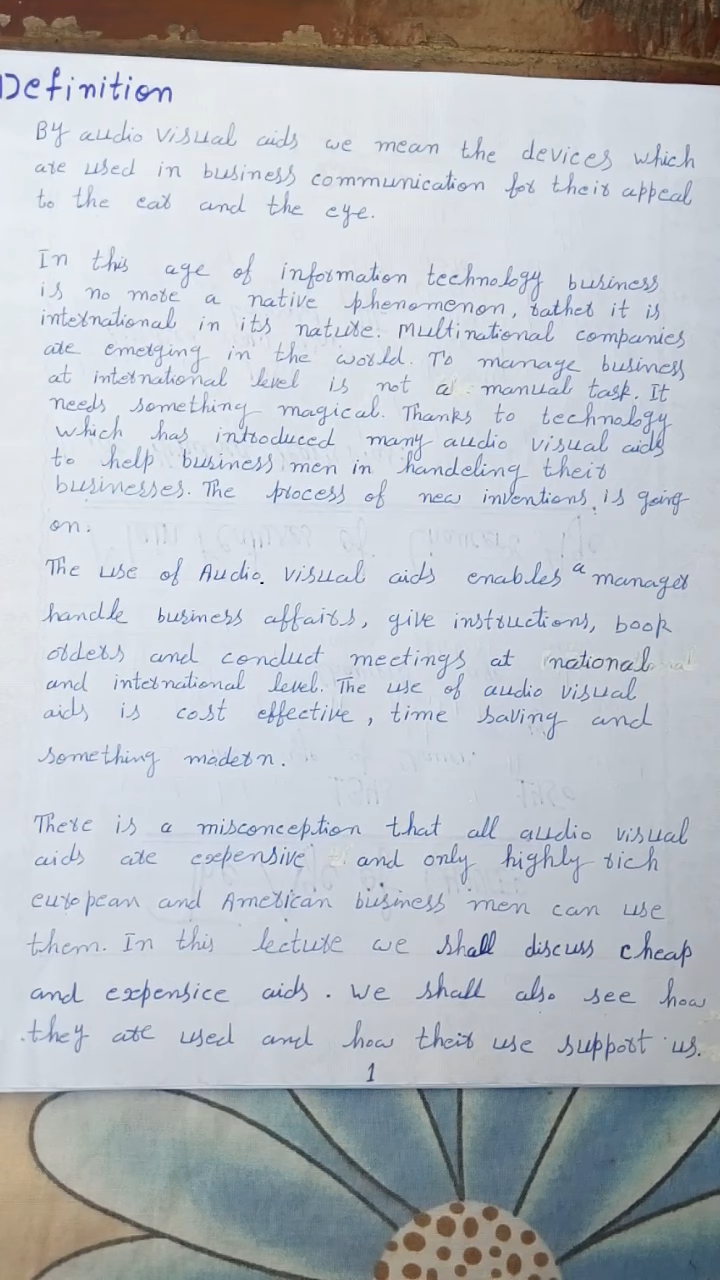 Definition
By audio visual aids we mean the devices which
are used in business communication for their appeal
to the ear and the eye.
In this age of information technology business
is no more a native phenomenon, rather it is
international in its nature. Multinational companies
are emerging in the world. To manage business
at international level is not a manual task. It
needs something magical. Thanks to technology
which has introduced many audio visual aids
to help business men in handeling their
businesses. The process of new inventions is going
on.
The use of Audio. visual aids enables a manager
handle business affairs, give instructions, book
orders and conduct meetings at national
and international level. The use of audio visual
aids is cost effective, time saving and
something madern.
There is a misconception that all audio visual
aids are expensive and only highly rich
european and American business men can use
them. In this lecture we shall discuss cheap
and expensice aids. We shall also see how
they are used and how their use support us.
1